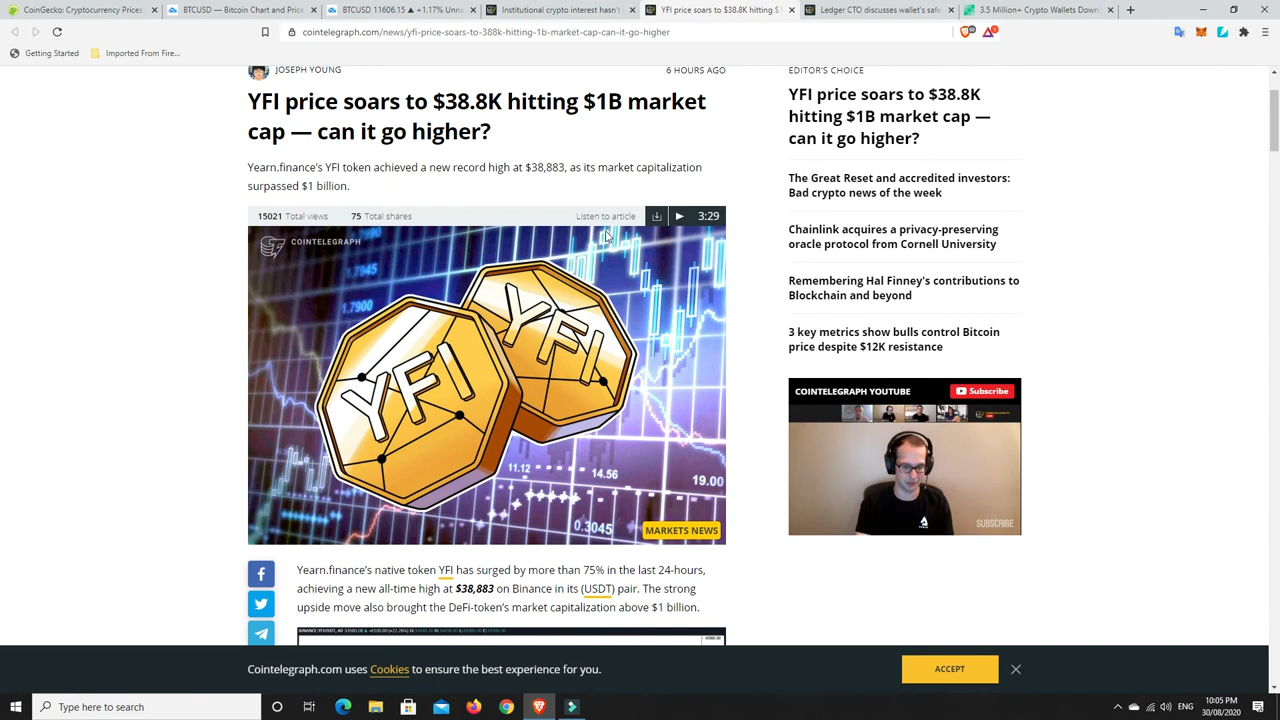 CoinGecko: Cryptocurrency Prices
BTCUSD — Bitcoin Chart and Price
BTCUSD 11606.15 ▲ +1.17% Unna
Institutional crypto interest hasn't
YFI price soars to $38.8K hitting $1
Ledger CTO discusses wallet's safe
3.5 Million+ Crypto Wallets Down
cointelegraph.com/news/yfi-price-soars-to-388k-hitting-1b-market-cap-can-it-go-higher
Getting Started
Imported From Fire...
JOSEPH YOUNG
6 HOURS AGO
YFI price soars to $38.8K hitting $1B market
cap — can it go higher?
Yearn.finance's YFI token achieved a new record high at $38,883, as its market capitalization
surpassed $1 billion.
15021 Total views
75 Total shares
Listen to article
3:29
COINTELEGRAPH
1.7945
1.7900
YFI
YFI
11.12
14.56
19.00
0.3045
MARKETS NEWS
Yearn.finance's native token YFI has surged by more than 75% in the last 24-hours,
achieving a new all-time high at $38,883 on Binance in its (USDT) pair. The strong
upside move also brought the DeFi-token's market capitalization above $1 billion.
EDITOR'S CHOICE
YFI price soars to $38.8K
hitting $1B market cap —
can it go higher?
The Great Reset and accredited investors:
Bad crypto news of the week
Chainlink acquires a privacy-preserving
oracle protocol from Cornell University
Remembering Hal Finney's contributions to
Blockchain and beyond
3 key metrics show bulls control Bitcoin
price despite $12K resistance
COINTELEGRAPH YOUTUBE
Subscribe
SUBSCRIBE
Cointelegraph.com uses Cookies to ensure the best experience for you.
ACCEPT
Type here to search
ENG
10:05 PM
30/08/2020